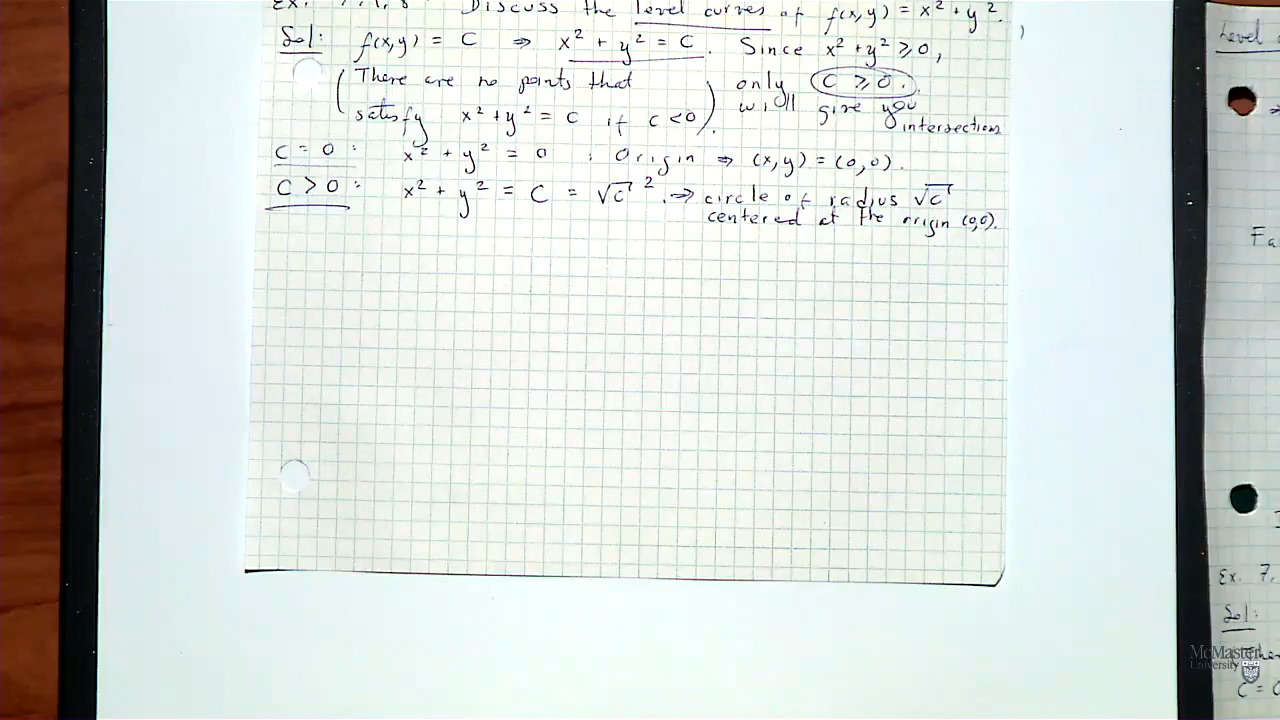 Discuss the level curves of f(x,y) = x² + y².
Sol: f(x,y) = C ⇒ x² + y² = C. Since x² + y² ≥ 0,
(There are no points that satisfy x² + y² = C if C < 0).
only C ≥ 0. will give you intersections
C = 0: x² + y² = 0 : Origin ⇒ (x,y) = (0,0).
C > 0: x² + y² = C = √C². ⇒ circle of radius √C
centered at the origin (0,0).
Level
Fa
Ex. 7.
Sol:
C = 0
McMaster
University